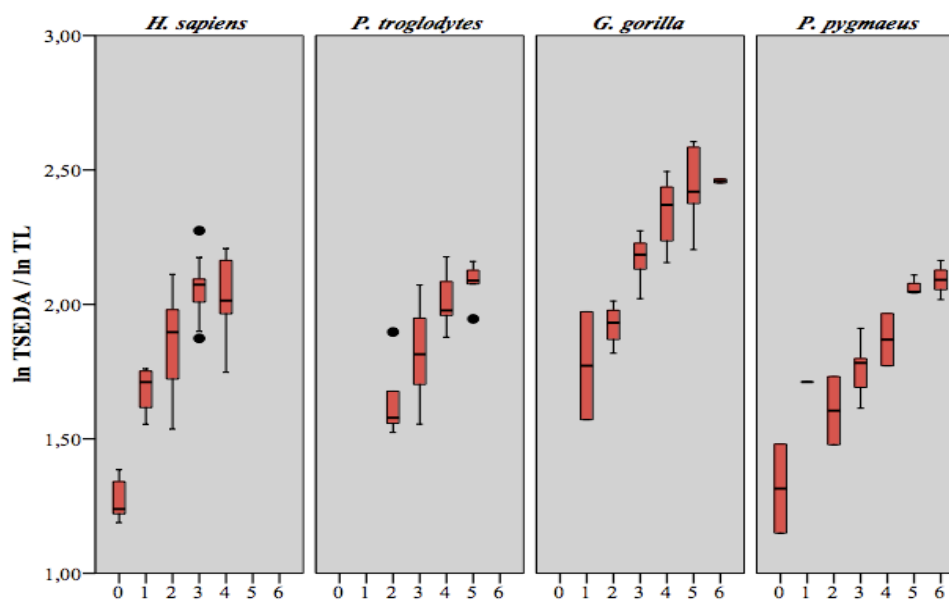 H. sapiens P. troglodytes G. gorilla P. pygmaeus
3,00
2,50
2,00
1,50
1,00
ln TSEDA / ln TL
0 1 2 3 4 5 6 0 1 2 3 4 5 6 0 1 2 3 4 5 6 0 1 2 3 4 5 6